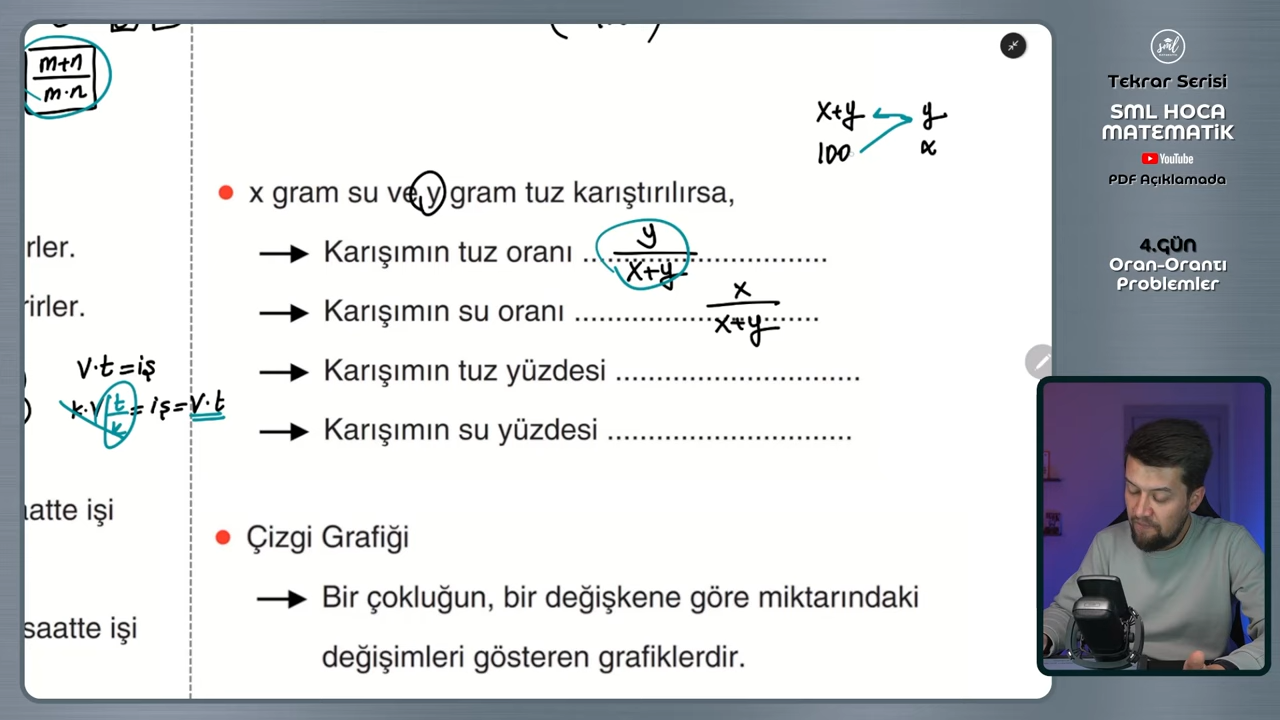 m+n
m·n
rler.
irler.
V·t=iş
k·V t/k = iş = V·t
aatte işi
saatte işi
x+y y
100 α
x gram su ve y gram tuz karıştırılırsa,
Karışımın tuz oranı .............................. y/x+y
Karışımın su oranı .............................. x/x+y
Karışımın tuz yüzdesi ..............................
Karışımın su yüzdesi ..............................
Çizgi Grafiği
Bir çokluğun, bir değişkene göre miktarındaki
değişimleri gösteren grafiklerdir.
sml
Tekrar Serisi
SML HOCA
MATEMATİK
YouTube
PDF Açıklamada
4.GÜN
Oran-Orantı
Problemler